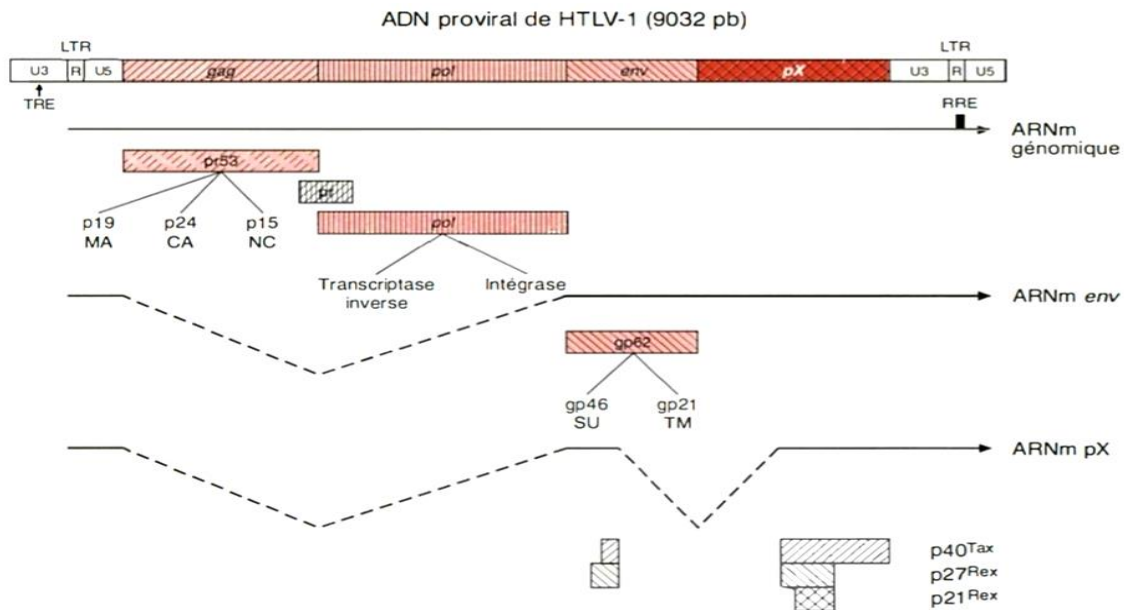 ADN proviral de HTLV-1 (9032 pb)
LTR LTR
U3 R U5 gag pol env pX U3 R U5
TRE RRE
ARNm
génomique
pr53
pr
p19 p24 p15 pol
MA CA NC
Transcriptase Intégrase
inverse
ARNm env
gp62
gp46 gp21
SU TM
ARNm pX
p40Tax
p27Rex
p21Rex